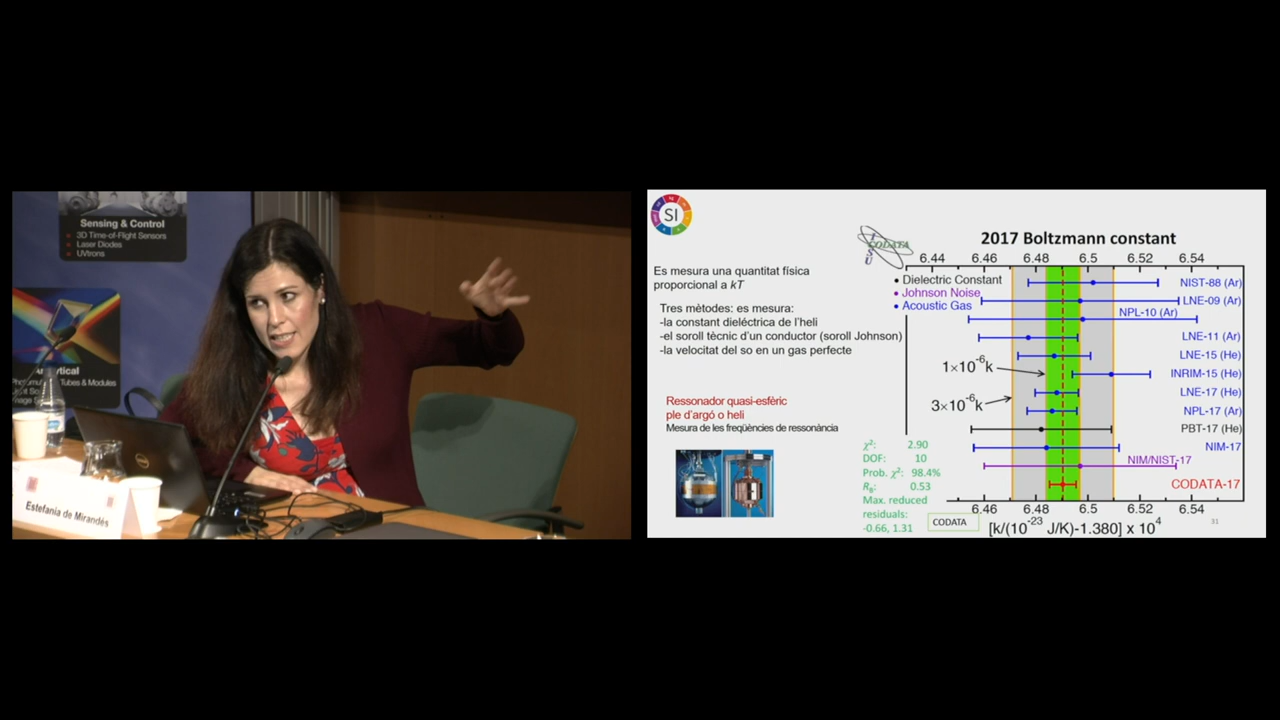 Sensing & Control
3D Time-of-Flight Sensors
Laser Diodes
UVtrons
Tubes & Modules
Estefania de Mirandés
SI
CODATA
2017 Boltzmann constant
6.44 6.46 6.48 6.5 6.52 6.54
Es mesura una quantitat física
proporcional a kT
Tres mètodes: es mesura:
-la constant dieléctrica de l'heli
-el soroll tècnic d'un conductor (soroll Johnson)
-la velocitat del so en un gas perfecte
Ressonador quasi-esfèric
ple d'argó o heli
Mesura de les freqüències de ressonància
• Dielectric Constant
• Johnson Noise
• Acoustic Gas
NIST-88 (Ar)
LNE-09 (Ar)
NPL-10 (Ar)
LNE-11 (Ar)
LNE-15 (He)
1×10⁻⁶k
INRIM-15 (He)
LNE-17 (He)
3×10⁻⁶k
NPL-17 (Ar)
PBT-17 (He)
NIM-17
NIM/NIST-17
CODATA-17
χ²: 2.90
DOF: 10
Prob. χ²: 98.4%
R_B: 0.53
Max. reduced
residuals:
-0.66, 1.31
6.46 6.48 6.5 6.52 6.54
CODATA
[k/(10⁻²³ J/K)-1.380] x 10⁴
31